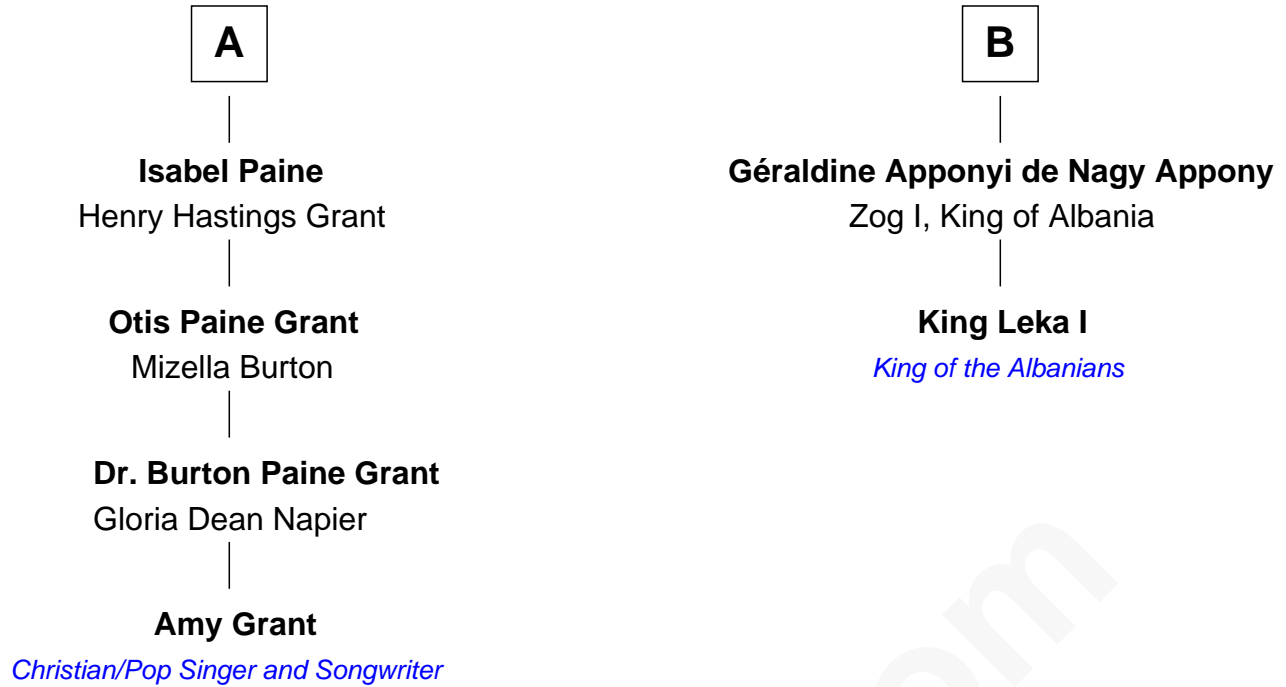 A
Isabel Paine
Henry Hastings Grant
Otis Paine Grant
Mizella Burton
Dr. Burton Paine Grant
Gloria Dean Napier
Amy Grant
Christian/Pop Singer and Songwriter
B
Géraldine Apponyi de Nagy Appony
Zog I, King of Albania
King Leka I
King of the Albanians
om